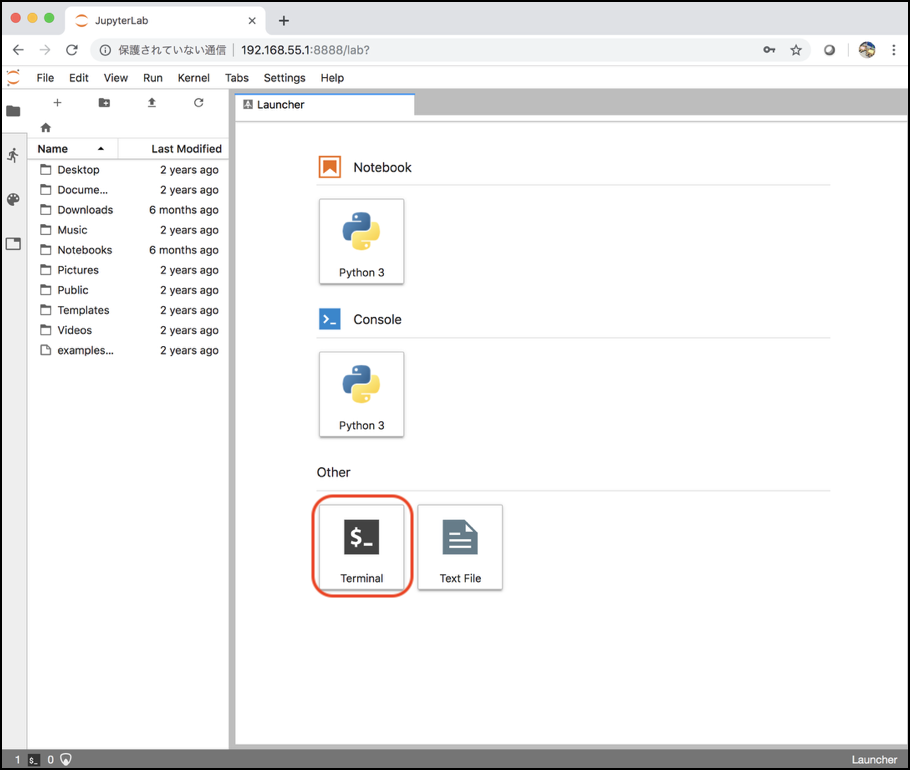 JupyterLab
保護されていない通信 192.168.55.1:8888/lab?
File Edit View Run Kernel Tabs Settings Help
Launcher
Name Last Modified
Desktop 2 years ago
Docume... 2 years ago
Downloads 6 months ago
Music 2 years ago
Notebooks 6 months ago
Pictures 2 years ago
Public 2 years ago
Templates 2 years ago
Videos 2 years ago
examples... 2 years ago
Notebook
Python 3
Console
Python 3
Other
$_
Terminal Text File
1 $_ 0 Launcher